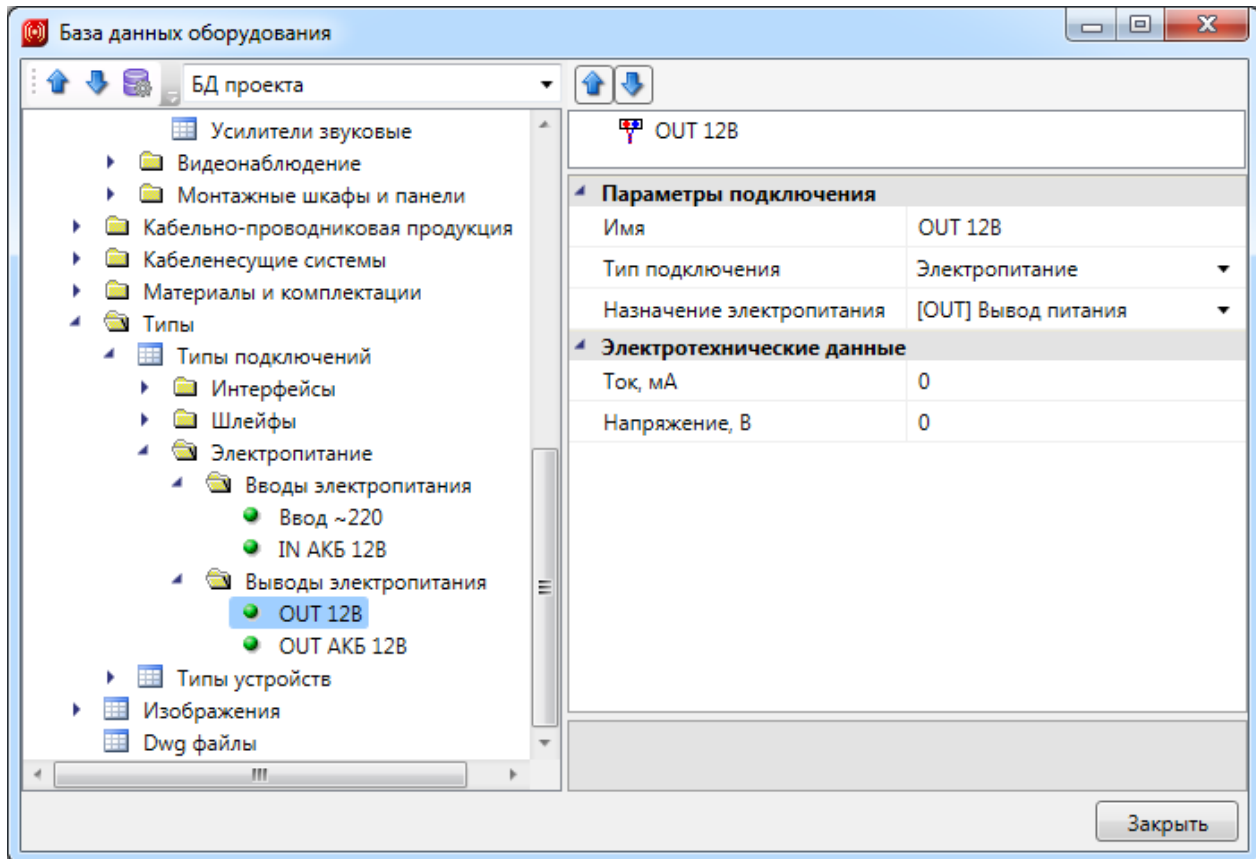 База данных оборудования
БД проекта
Усилители звуковые
Видеонаблюдение
Монтажные шкафы и панели
Кабельно-проводниковая продукция
Кабеленесущие системы
Материалы и комплектации
Типы
Типы подключений
Интерфейсы
Шлейфы
Электропитание
Вводы электропитания
Ввод ~220
IN АКБ 12В
Выводы электропитания
OUT 12В
OUT АКБ 12В
Типы устройств
Изображения
Dwg файлы
OUT 12В
Параметры подключения
Имя OUT 12В
Тип подключения Электропитание
Назначение электропитания [OUT] Вывод питания
Электротехнические данные
Ток, мА 0
Напряжение, В 0
Закрыть